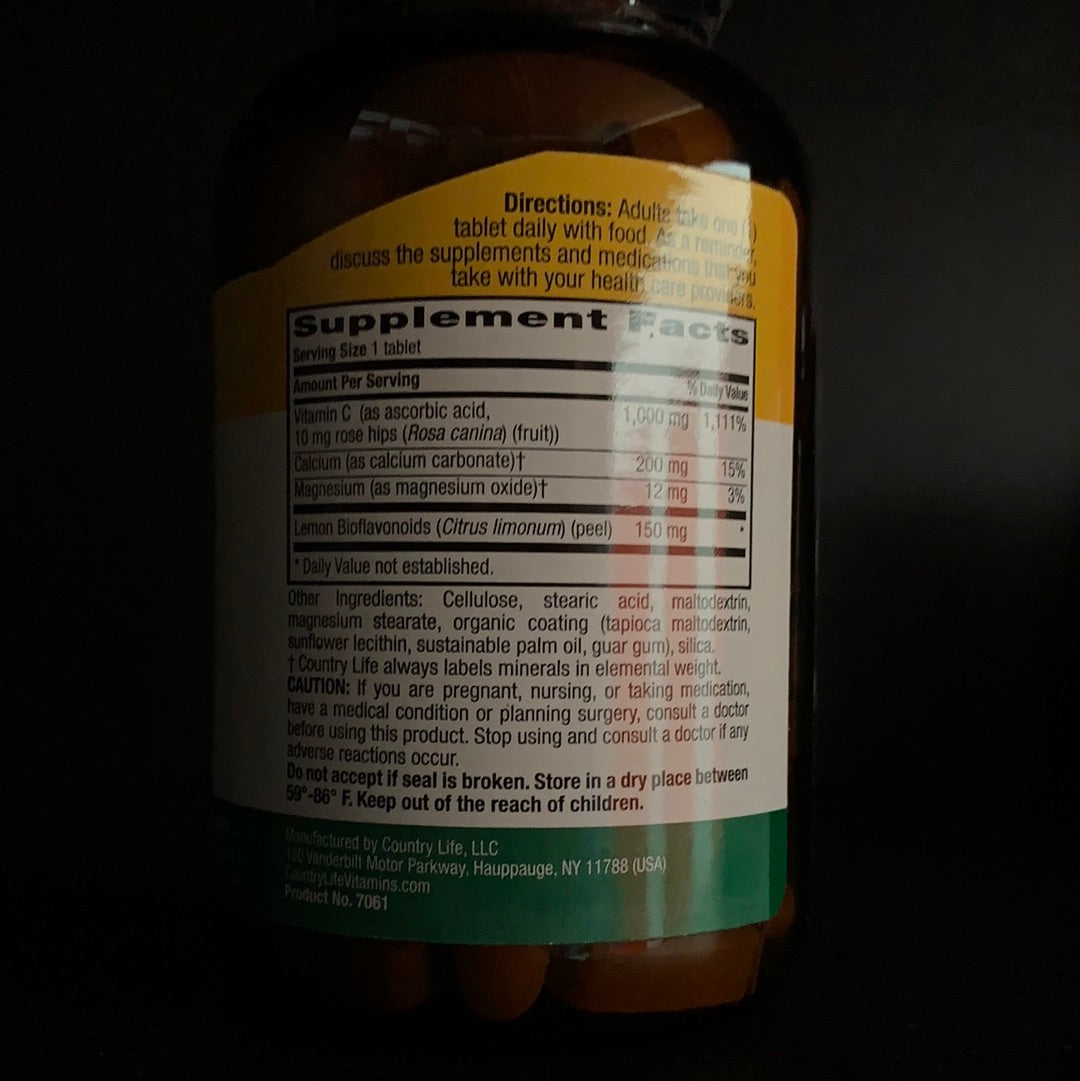 Directions: Adults take one (1)
tablet daily with food. As a reminder,
discuss the supplements and medications that you
take with your health care providers.
Supplement Facts
Serving Size 1 tablet
Amount Per Serving % Daily Value
Vitamin C (as ascorbic acid, 1,000 mg 1,111%
10 mg rose hips (Rosa canina) (fruit))
Calcium (as calcium carbonate)† 200 mg 15%
Magnesium (as magnesium oxide)† 12 mg 3%
Lemon Bioflavonoids (Citrus limonum) (peel) 150 mg *
* Daily Value not established.
Other Ingredients: Cellulose, stearic acid, maltodextrin,
magnesium stearate, organic coating (tapioca maltodextrin,
sunflower lecithin, sustainable palm oil, guar gum), silica.
† Country Life always labels minerals in elemental weight.
CAUTION: If you are pregnant, nursing, or taking medication,
have a medical condition or planning surgery, consult a doctor
before using this product. Stop using and consult a doctor if any
adverse reactions occur.
Do not accept if seal is broken. Store in a dry place between
59°-86° F. Keep out of the reach of children.
Manufactured by Country Life, LLC
Vanderbilt Motor Parkway, Hauppauge, NY 11788 (USA)
CountryLifeVitamins.com
Product No. 7061